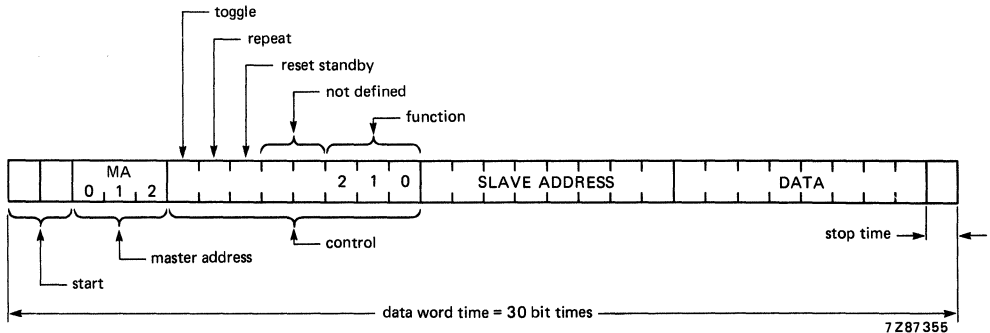 toggle
repeat
reset standby
not defined
function
MA
0 1 2
2 1 0
SLAVE ADDRESS
DATA
control
stop time
master address
start
data word time = 30 bit times
7Z87355